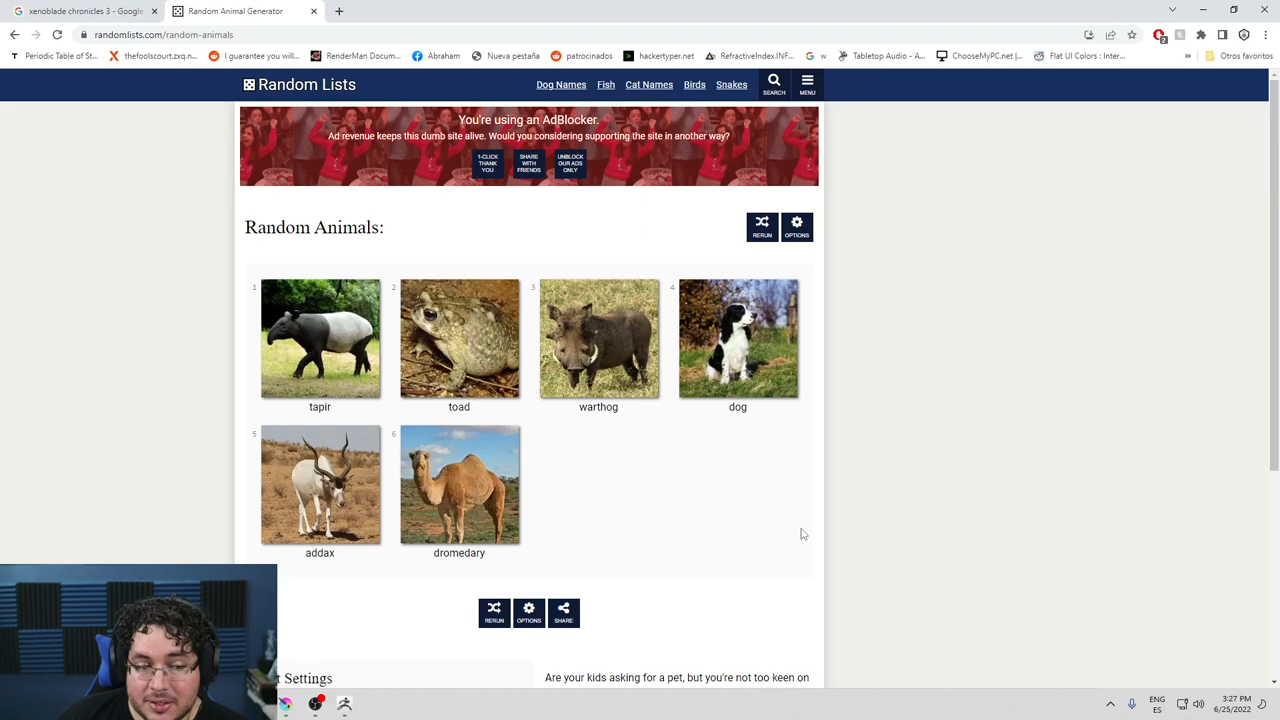 xenoblade chronicles 3 - Google
Random Animal Generator
randomlists.com/random-animals
Periodic Table of St...
thefoolscourt.zxq.n...
I guarantee you will...
RenderMan Docum...
Abraham
Nueva pestaña
patrocinados
hackertyper.net
RefractiveIndex.INF...
w
Tabletop Audio - A...
ChooseMyPC.net |...
Flat UI Colors : Inter...
»
Otros favoritos
Random Lists
Dog Names
Fish
Cat Names
Birds
Snakes
SEARCH
MENU
You're using an AdBlocker.
Ad revenue keeps this dumb site alive. Would you considering supporting the site in another way?
1-CLICK
THANK
YOU
SHARE
WITH
FRIENDS
UNBLOCK
OUR ADS
ONLY
Random Animals:
RERUN
OPTIONS
1
2
3
4
tapir
toad
warthog
dog
5
6
addax
dromedary
RERUN
OPTIONS
SHARE
t Settings
Are your kids asking for a pet, but you're not too keen on
ENG
ES
3:27 PM
6/25/2022